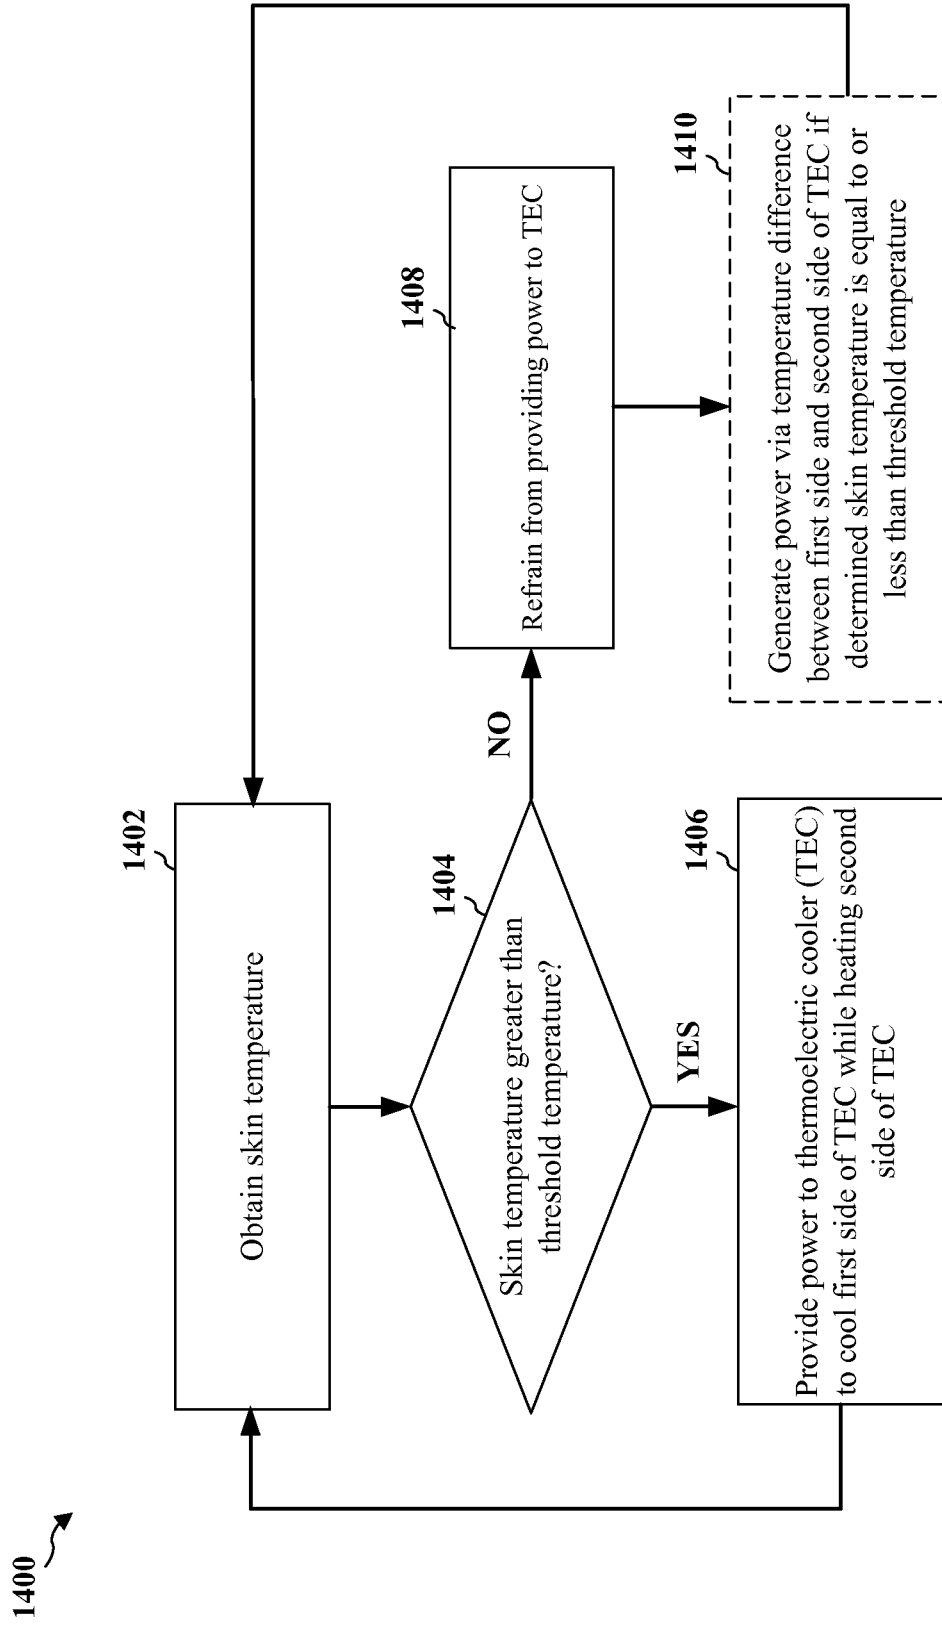 1400
1402
Obtain skin temperature
1404
Skin temperature greater than
threshold temperature?
NO
YES
1408
Refrain from providing power to TEC
1406
Provide power to thermoelectric cooler (TEC)
to cool first side of TEC while heating second
side of TEC
1410
Generate power via temperature difference
between first side and second side of TEC if
determined skin temperature is equal to or
less than threshold temperature